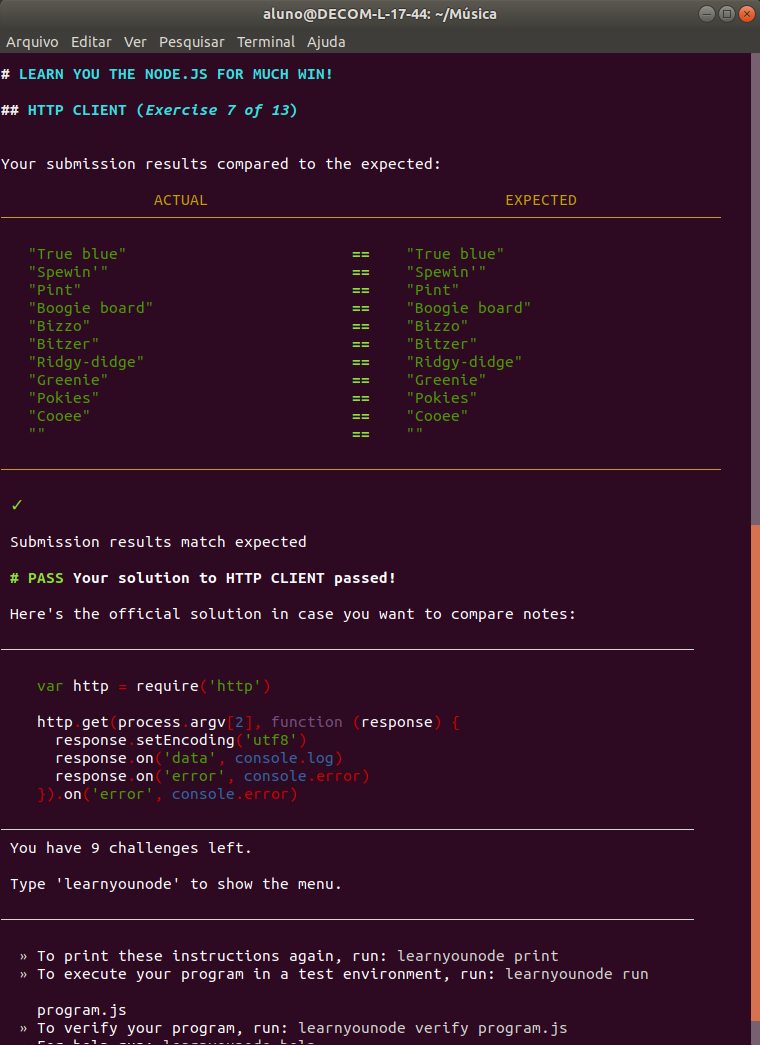 aluno@DECOM-L-17-44: ~/Música
Arquivo Editar Ver Pesquisar Terminal Ajuda
# LEARN YOU THE NODE.JS FOR MUCH WIN!
## HTTP CLIENT (Exercise 7 of 13)
Your submission results compared to the expected:
ACTUAL EXPECTED
"True blue" == "True blue"
"Spewin'" == "Spewin'"
"Pint" == "Pint"
"Boogie board" == "Boogie board"
"Bizzo" == "Bizzo"
"Bitzer" == "Bitzer"
"Ridgy-didge" == "Ridgy-didge"
"Greenie" == "Greenie"
"Pokies" == "Pokies"
"Cooee" == "Cooee"
"" == ""
✓
Submission results match expected
# PASS Your solution to HTTP CLIENT passed!
Here's the official solution in case you want to compare notes:
var http = require('http')
http.get(process.argv[2], function (response) {
response.setEncoding('utf8')
response.on('data', console.log)
response.on('error', console.error)
}).on('error', console.error)
You have 9 challenges left.
Type 'learnyounode' to show the menu.
» To print these instructions again, run: learnyounode print
» To execute your program in a test environment, run: learnyounode run
program.js
» To verify your program, run: learnyounode verify program.js
» For help run: learnyounode help